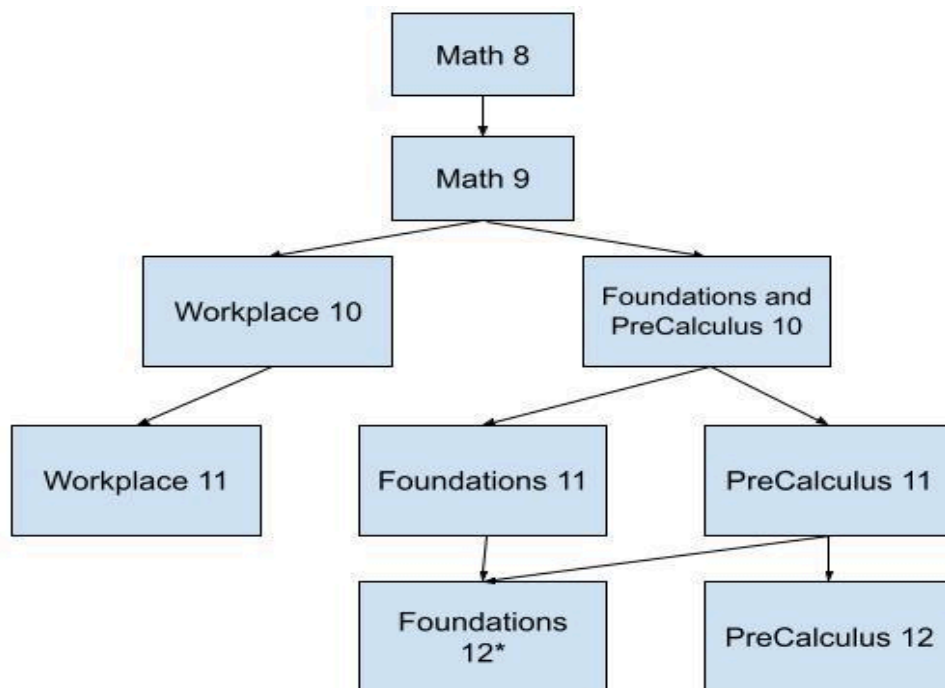 Math 8
Math 9
Workplace 10
Foundations and
PreCalculus 10
Workplace 11
Foundations 11
PreCalculus 11
Foundations
12*
PreCalculus 12